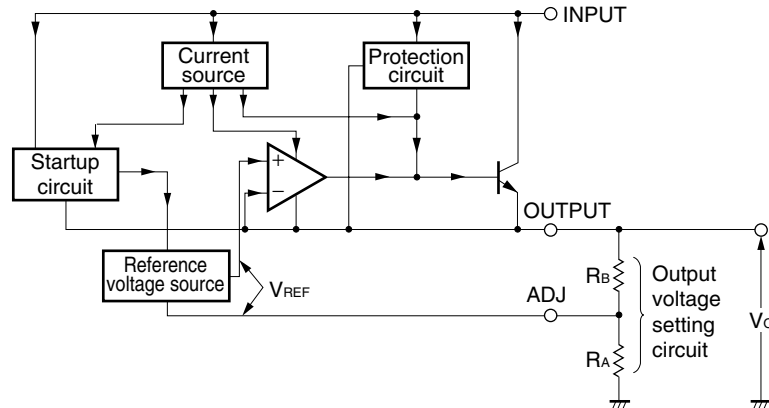 INPUT
Current
source
Protection
circuit
Startup
circuit
+
−
OUTPUT
Reference
voltage source
VREF
ADJ
RB
RA
Output
voltage
setting
circuit